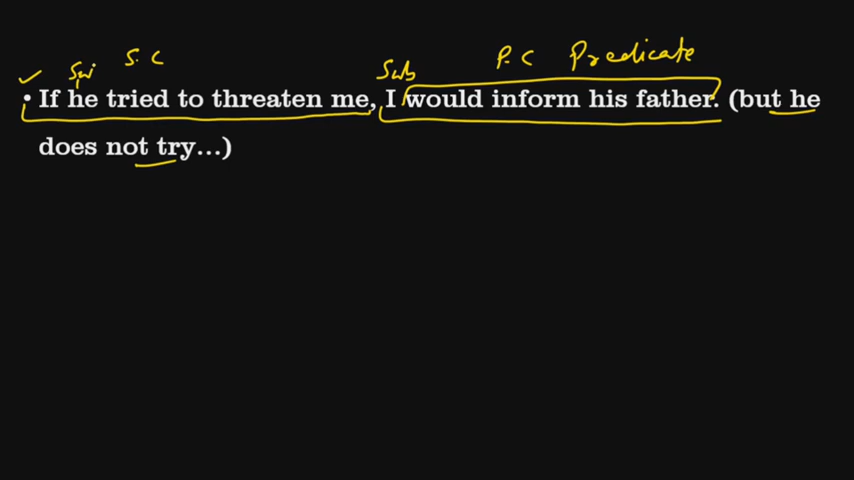 S.C
Sub P.C Predicate
• If he tried to threaten me, I would inform his father. (but he
does not try...)